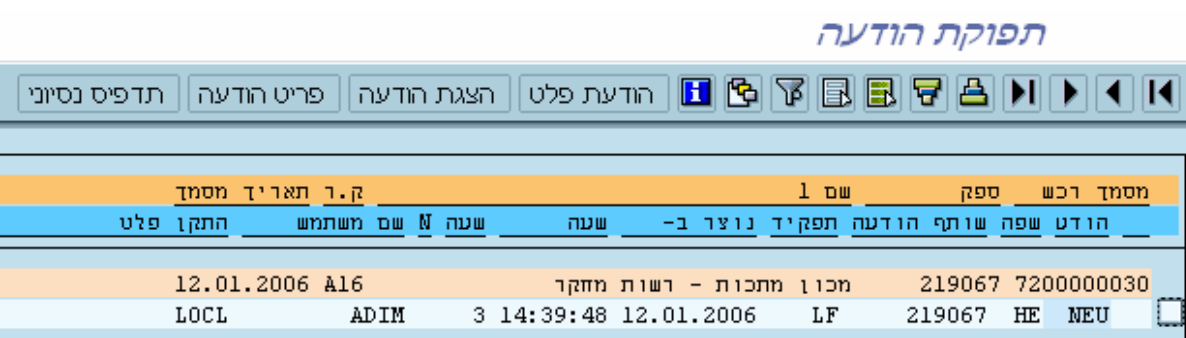 תפוקת הודעה
הודעת פלט הצגת הודעה פריט הודעה תדפיס נסיוני
מסמך רכש ספק שם 1 ק.ר תאריך מסמך
הודט שפה שותף הודעה תפקיד נוצר ב- שעה שעה N שם משתמש התקן פלט
7200000030 219067 מכון מתכות - רשות מחקר A16 12.01.2006
NEU HE 219067 LF 12.01.2006 14:39:48 3 ADIM LOCL